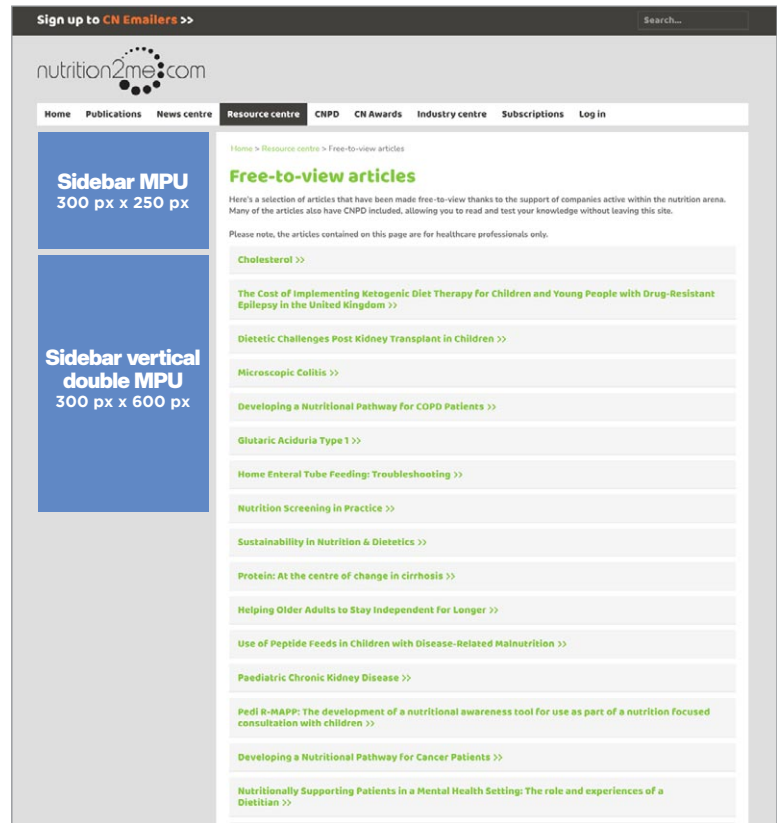 Sign up to CN Emailers >>
Search...
nutrition2me.com
Home Publications News centre Resource centre CNPD CN Awards Industry centre Subscriptions Log in
Sidebar MPU
300 px x 250 px
Sidebar vertical
double MPU
300 px x 600 px
Home > Resource centre > Free-to-view articles
Free-to-view articles
Here's a selection of articles that have been made free-to-view thanks to the support of companies active within the nutrition arena.
Many of the articles also have CNPD included, allowing you to read and test your knowledge without leaving this site.
Please note, the articles contained on this page are for healthcare professionals only.
Cholesterol >>
The Cost of Implementing Ketogenic Diet Therapy for Children and Young People with Drug-Resistant
Epilepsy in the United Kingdom >>
Dietetic Challenges Post Kidney Transplant in Children >>
Microscopic Colitis >>
Developing a Nutritional Pathway for COPD Patients >>
Glutaric Aciduria Type 1 >>
Home Enteral Tube Feeding: Troubleshooting >>
Nutrition Screening in Practice >>
Sustainability in Nutrition & Dietetics >>
Protein: At the centre of change in cirrhosis >>
Helping Older Adults to Stay Independent for Longer >>
Use of Peptide Feeds in Children with Disease-Related Malnutrition >>
Paediatric Chronic Kidney Disease >>
Pedi R-MAPP: The development of a nutritional awareness tool for use as part of a nutrition focused
consultation with children >>
Developing a Nutritional Pathway for Cancer Patients >>
Nutritionally Supporting Patients in a Mental Health Setting: The role and experiences of a
Dietitian >>